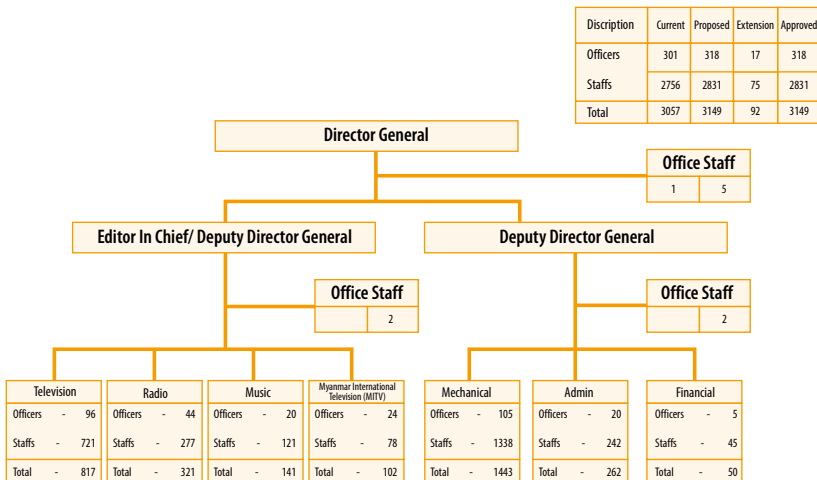 Discription Current Proposed Extension Approved
Officers 301 318 17 318
Staffs 2756 2831 75 2831
Total 3057 3149 92 3149
Director General
Office Staff
1 5
Editor In Chief/ Deputy Director General
Deputy Director General
Office Staff
2
Office Staff
2
Television
Officers - 96
Staffs - 721
Total - 817
Radio
Officers - 44
Staffs - 277
Total - 321
Music
Officers - 20
Staffs - 121
Total - 141
Myanmar International
Television (MITV)
Officers - 24
Staffs - 78
Total - 102
Mechanical
Officers - 105
Staffs - 1338
Total - 1443
Admin
Officers - 20
Staffs - 242
Total - 262
Financial
Officers - 5
Staffs - 45
Total - 50